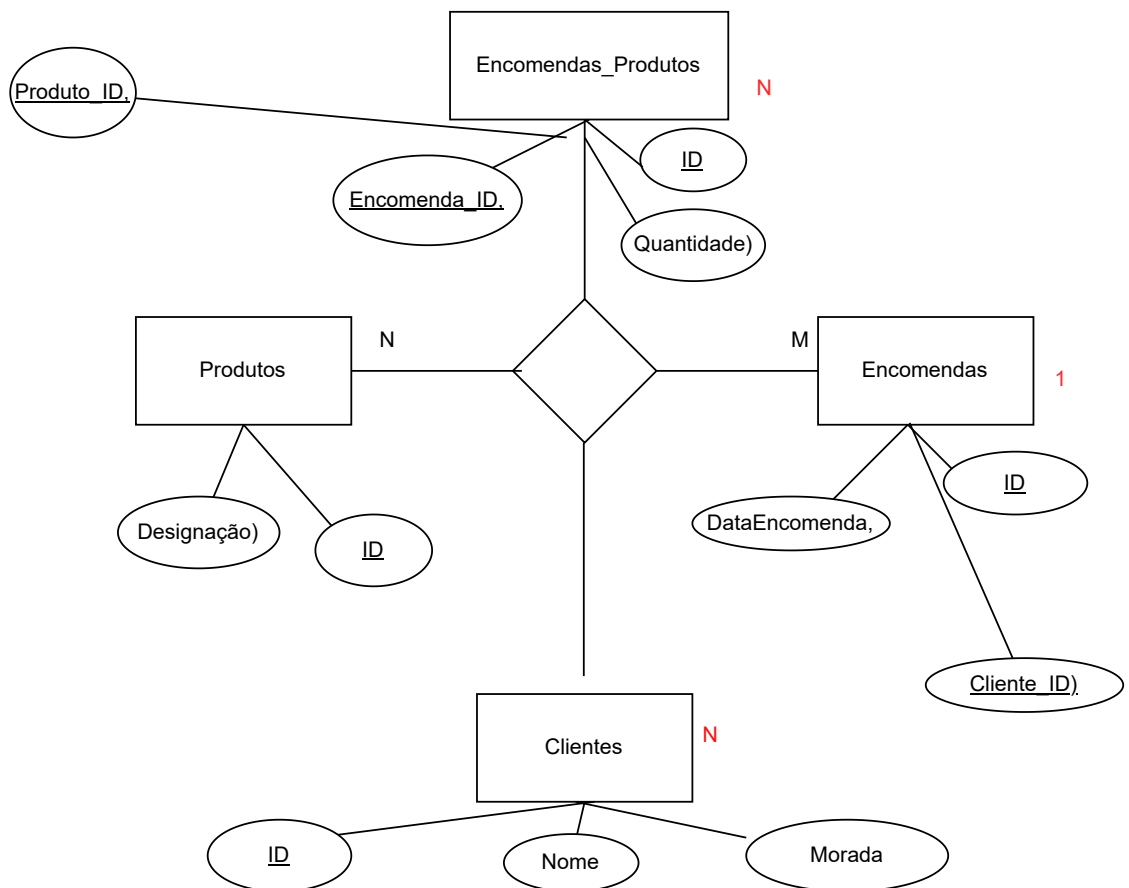 Encomendas_Produtos
N
Produto_ID,
ID
Encomenda_ID,
Quantidade)
N
M
Produtos
Encomendas
1
Designação)
ID
DataEncomenda,
ID
Cliente_ID)
Clientes
N
ID
Nome
Morada